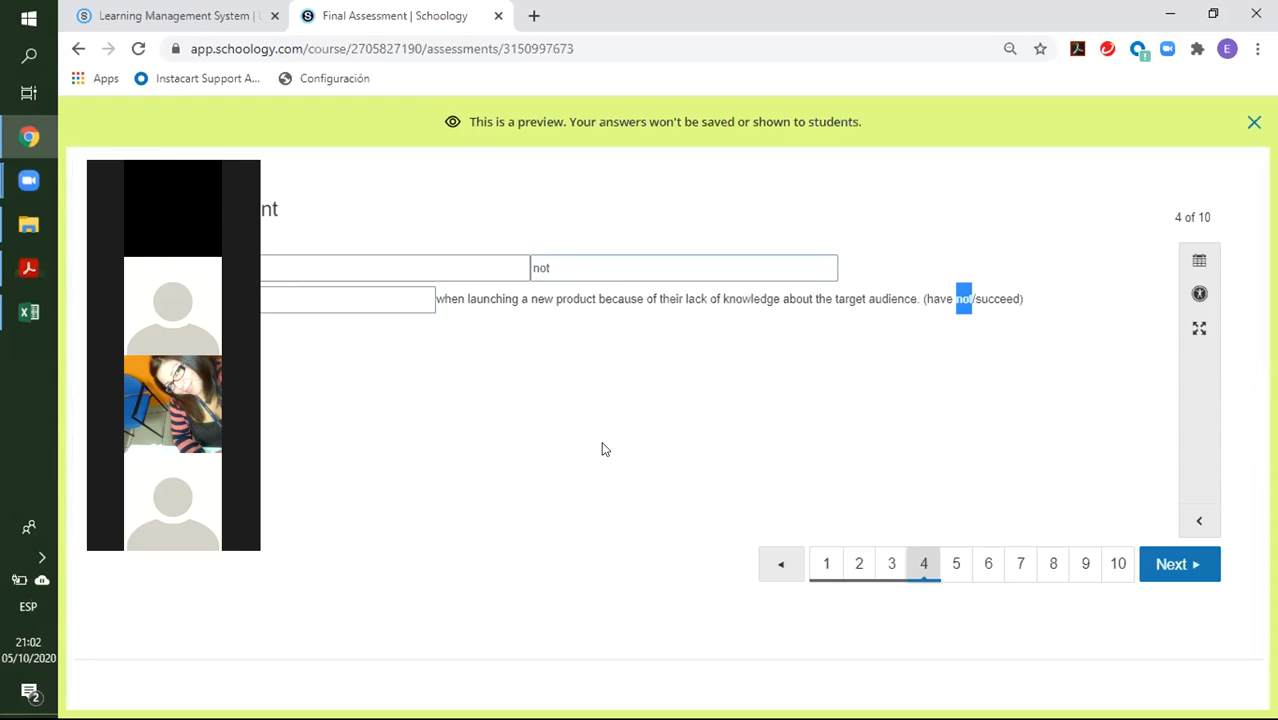 Learning Management System | L
Final Assessment | Schoology
app.schoology.com/course/2705827190/assessments/3150997673
E
Apps
Instacart Support A...
Configuración
This is a preview. Your answers won't be saved or shown to students.
nt
4 of 10
not
when launching a new product because of their lack of knowledge about the target audience. (have not/succeed)
1 2 3 4 5 6 7 8 9 10 Next
ESP
21:02
05/10/2020
2